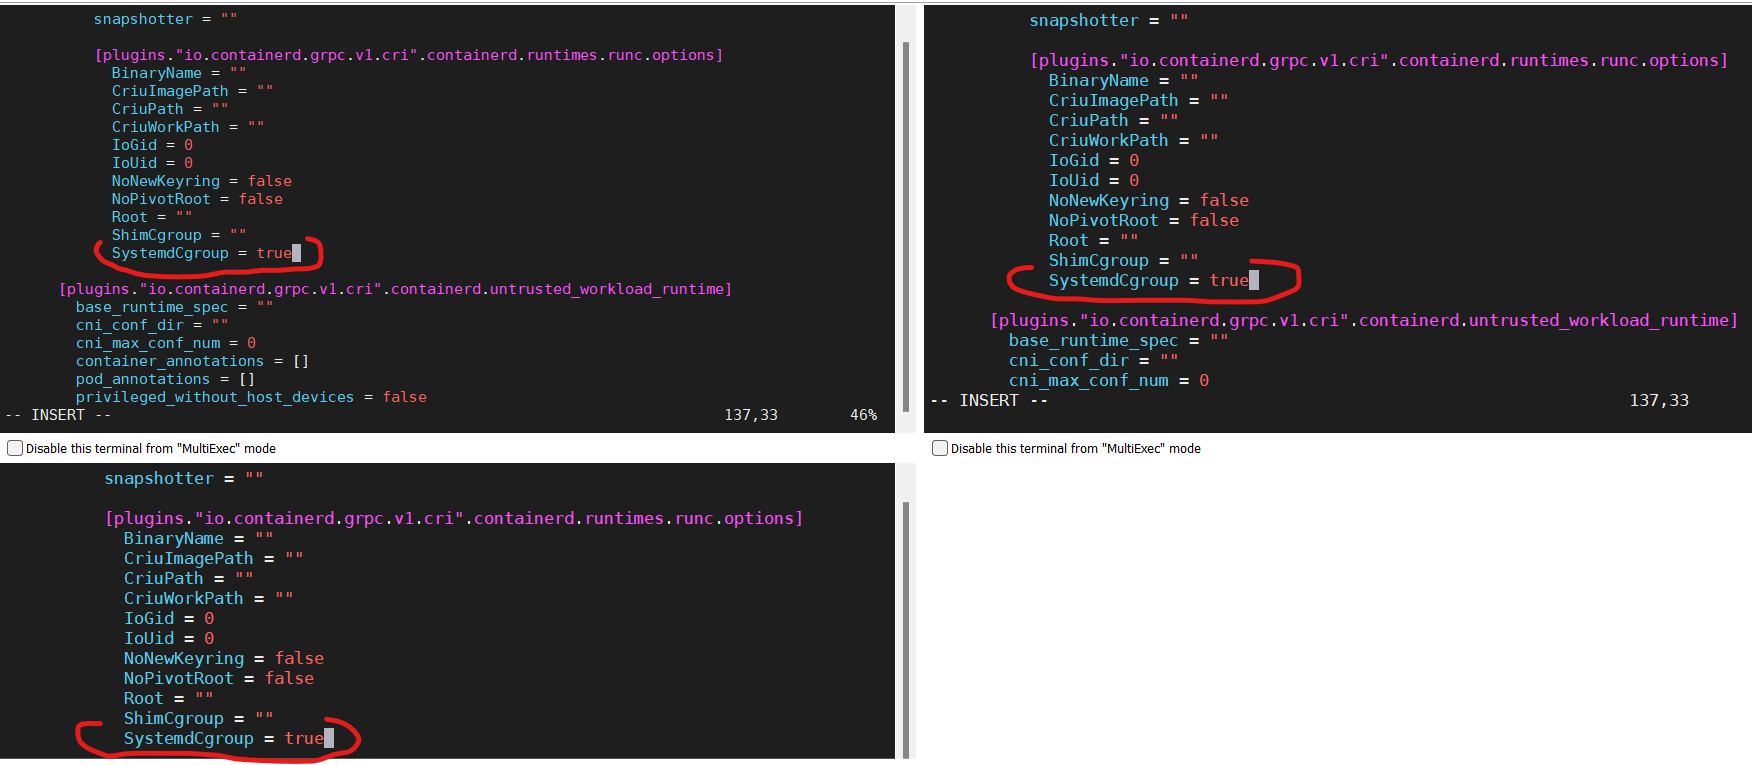 snapshotter = ""
[plugins."io.containerd.grpc.v1.cri".containerd.runtimes.runc.options]
BinaryName = ""
CriuImagePath = ""
CriuPath = ""
CriuWorkPath = ""
IoGid = 0
IoUid = 0
NoNewKeyring = false
NoPivotRoot = false
Root = ""
ShimCgroup = ""
SystemdCgroup = true
[plugins."io.containerd.grpc.v1.cri".containerd.untrusted_workload_runtime]
base_runtime_spec = ""
cni_conf_dir = ""
cni_max_conf_num = 0
container_annotations = []
pod_annotations = []
privileged_without_host_devices = false
-- INSERT -- 137,33 46%
Disable this terminal from "MultiExec" mode
snapshotter = ""
[plugins."io.containerd.grpc.v1.cri".containerd.runtimes.runc.options]
BinaryName = ""
CriuImagePath = ""
CriuPath = ""
CriuWorkPath = ""
IoGid = 0
IoUid = 0
NoNewKeyring = false
NoPivotRoot = false
Root = ""
ShimCgroup = ""
SystemdCgroup = true
[plugins."io.containerd.grpc.v1.cri".containerd.untrusted_workload_runtime]
base_runtime_spec = ""
cni_conf_dir = ""
cni_max_conf_num = 0
-- INSERT -- 137,33
Disable this terminal from "MultiExec" mode
snapshotter = ""
[plugins."io.containerd.grpc.v1.cri".containerd.runtimes.runc.options]
BinaryName = ""
CriuImagePath = ""
CriuPath = ""
CriuWorkPath = ""
IoGid = 0
IoUid = 0
NoNewKeyring = false
NoPivotRoot = false
Root = ""
ShimCgroup = ""
SystemdCgroup = true